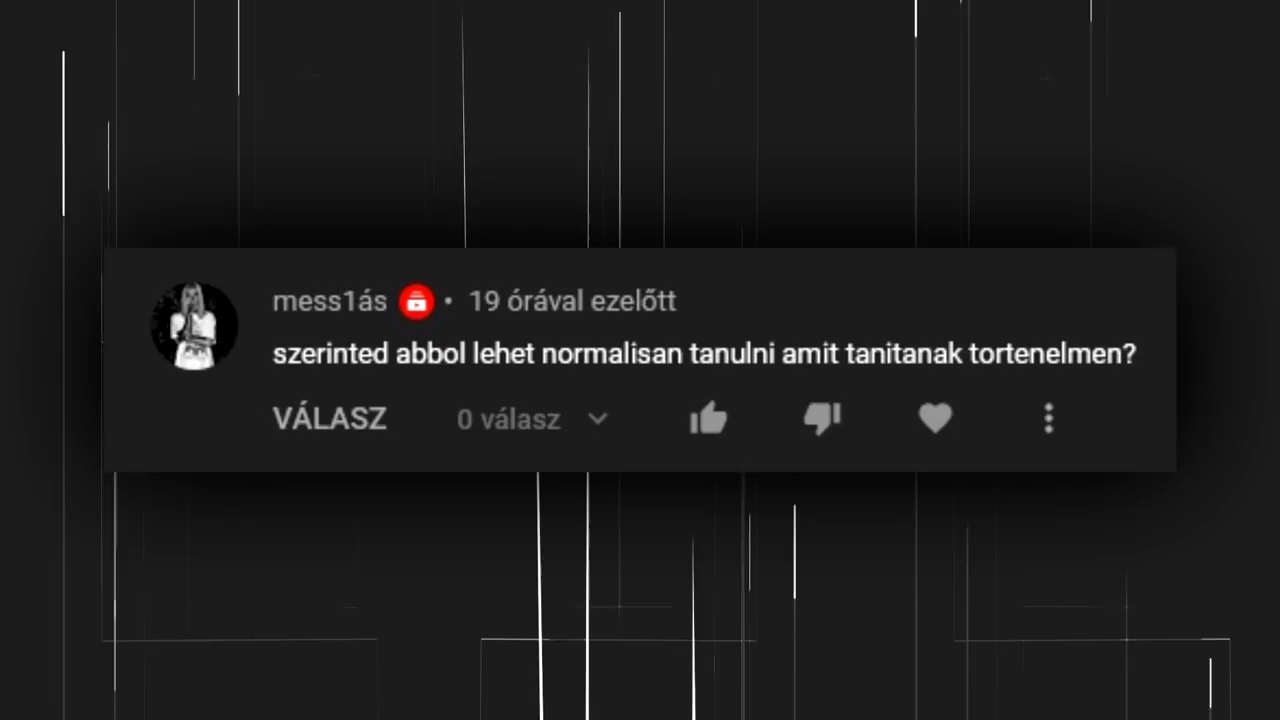 mess1ás • 19 órával ezelőtt
szerinted abbol lehet normalisan tanulni amit tanitanak tortenelmen?
VÁLASZ 0 válasz